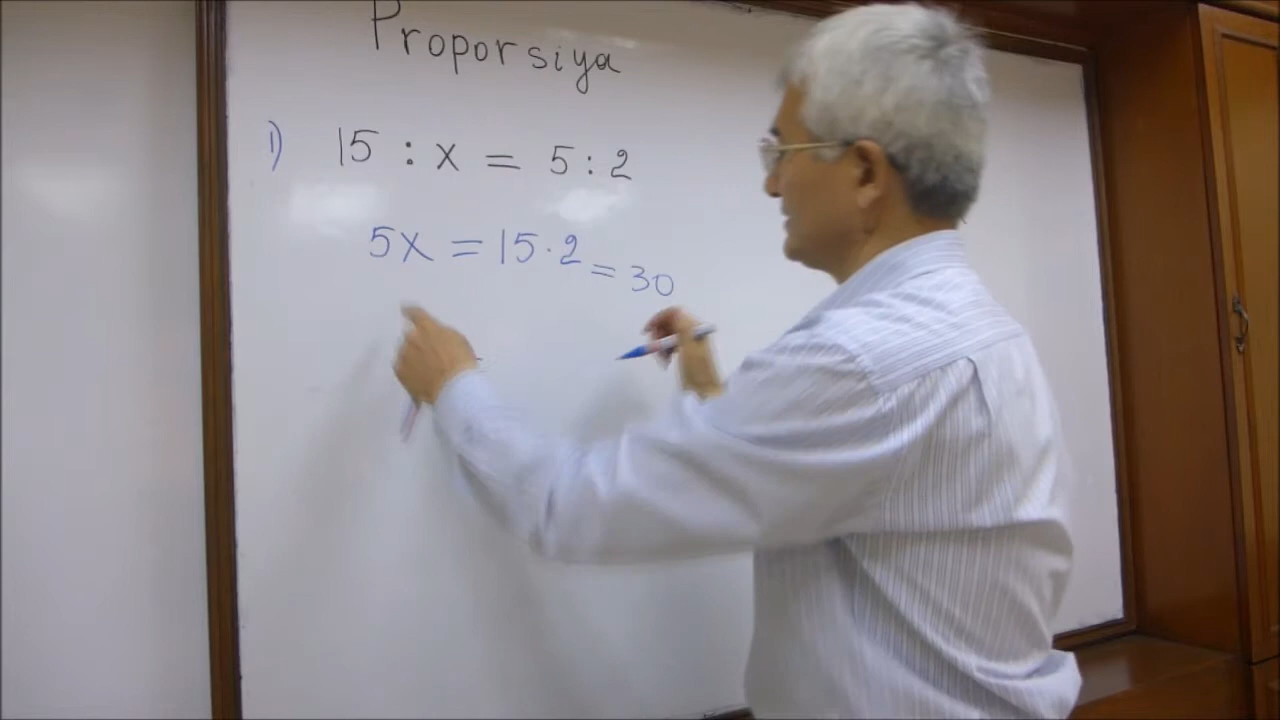 Proporsiya
1) 15 : x = 5 : 2
5x = 15 · 2 = 30